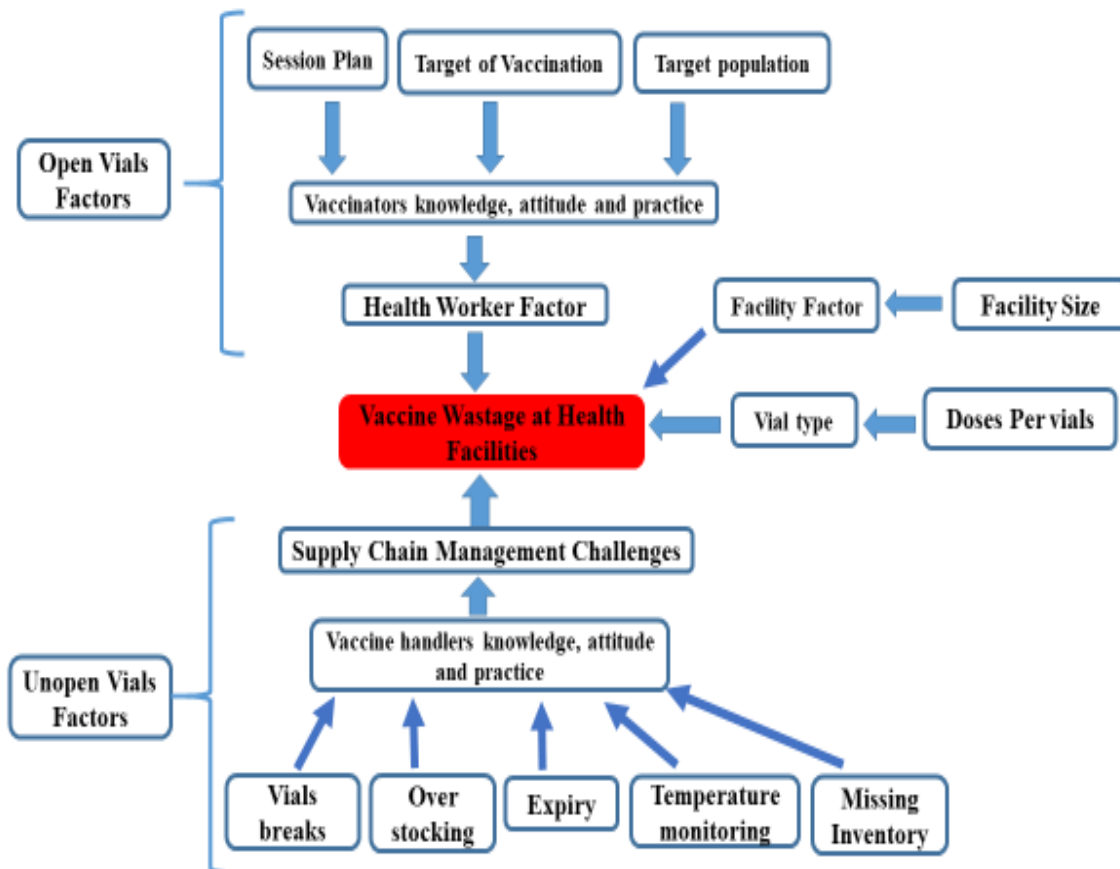 Session Plan
Target of Vaccination
Target population
Open Vials
Factors
Vaccinators knowledge, attitude and practice
Health Worker Factor
Facility Factor
Facility Size
Vaccine Wastage at Health
Facilities
Vial type
Doses Per vials
Supply Chain Management Challenges
Vaccine handlers knowledge, attitude
and practice
Unopen Vials
Factors
Vials
breaks
Over
stocking
Expiry
Temperature
monitoring
Missing
Inventory